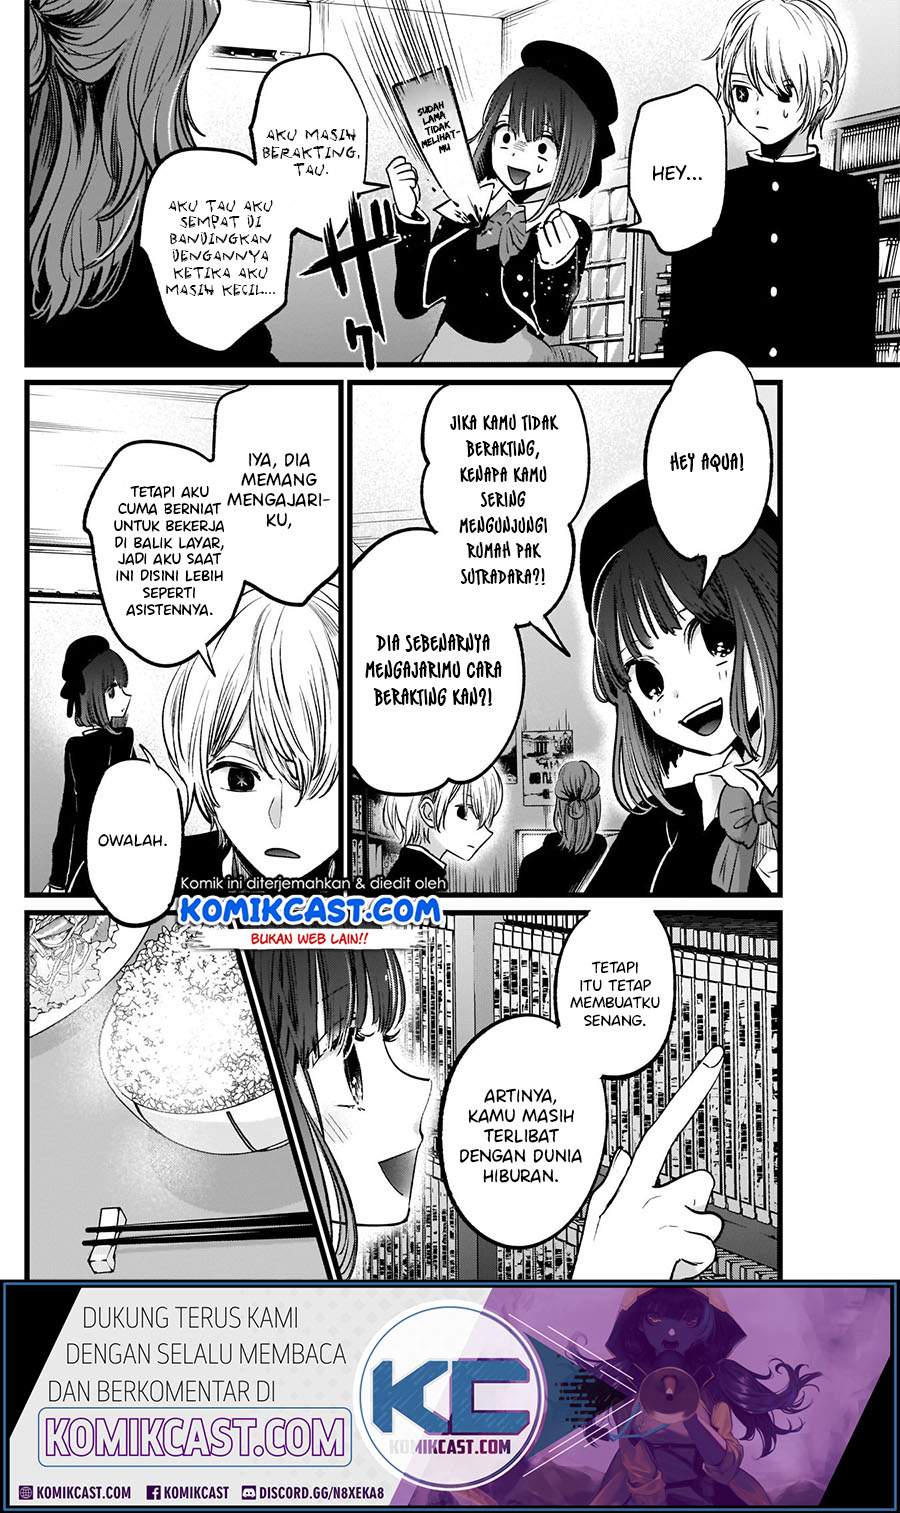 HEY...
SUDAH
LAMA
TIDAK
MELIHAT-
MU
AKU MASIH
BERAKTING,
TAU.
AKU TAU AKU
SEMPAT DI
BANDINGKAN
DENGANNYA
KETIKA AKU
MASIH KECIL...
HEY AQUA!
JIKA KAMU TIDAK
BERAKTING,
KENAPA KAMU
SERING
MENGUNJUNGI
RUMAH PAK
SUTRADARA?!
DIA SEBENARNYA
MENGAJARIMU CARA
BERAKTING KAN?!
IYA, DIA
MEMANG
MENGAJARI-
KU,
TETAPI AKU
CUMA BERNIAT
UNTUK BEKERJA
DI BALIK LAYAR,
JADI AKU SAAT
INI DISINI LEBIH
SEPERTI
ASISTENNYA.
OWALAH.
Komik ini diterjemahkan & diedit oleh
KOMIKCAST.COM
BUKAN WEB LAIN!!
TETAPI
ITU TETAP
MEMBUATKU
SENANG.
ARTINYA,
KAMU MASIH
TERLIBAT
DENGAN DUNIA
HIBURAN.
DUKUNG TERUS KAMI
DENGAN SELALU MEMBACA
DAN BERKOMENTAR DI
KOMIKCAST.COM
KC
KOMIKCAST.COM
KOMIKCAST.COM
KOMIKCAST
DISCORD.GG/N8XEKA8